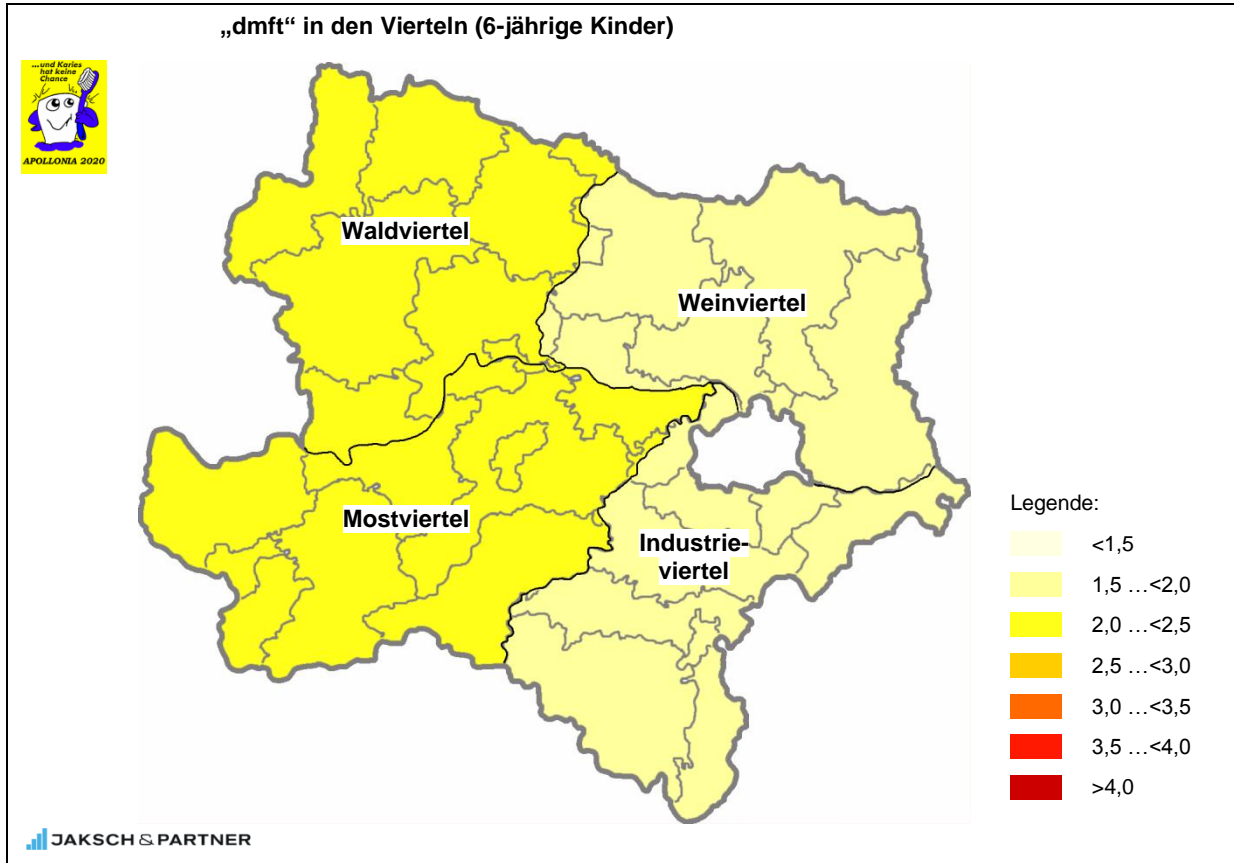 „dmft“ in den Vierteln (6-jährige Kinder)
...und Karies
hat keine
Chance
APOLLONIA 2020
Waldviertel
Weinviertel
Mostviertel
Industrie-
viertel
Legende:
<1,5
1,5 …<2,0
2,0 …<2,5
2,5 …<3,0
3,0 …<3,5
3,5 …<4,0
>4,0
JAKSCH & PARTNER